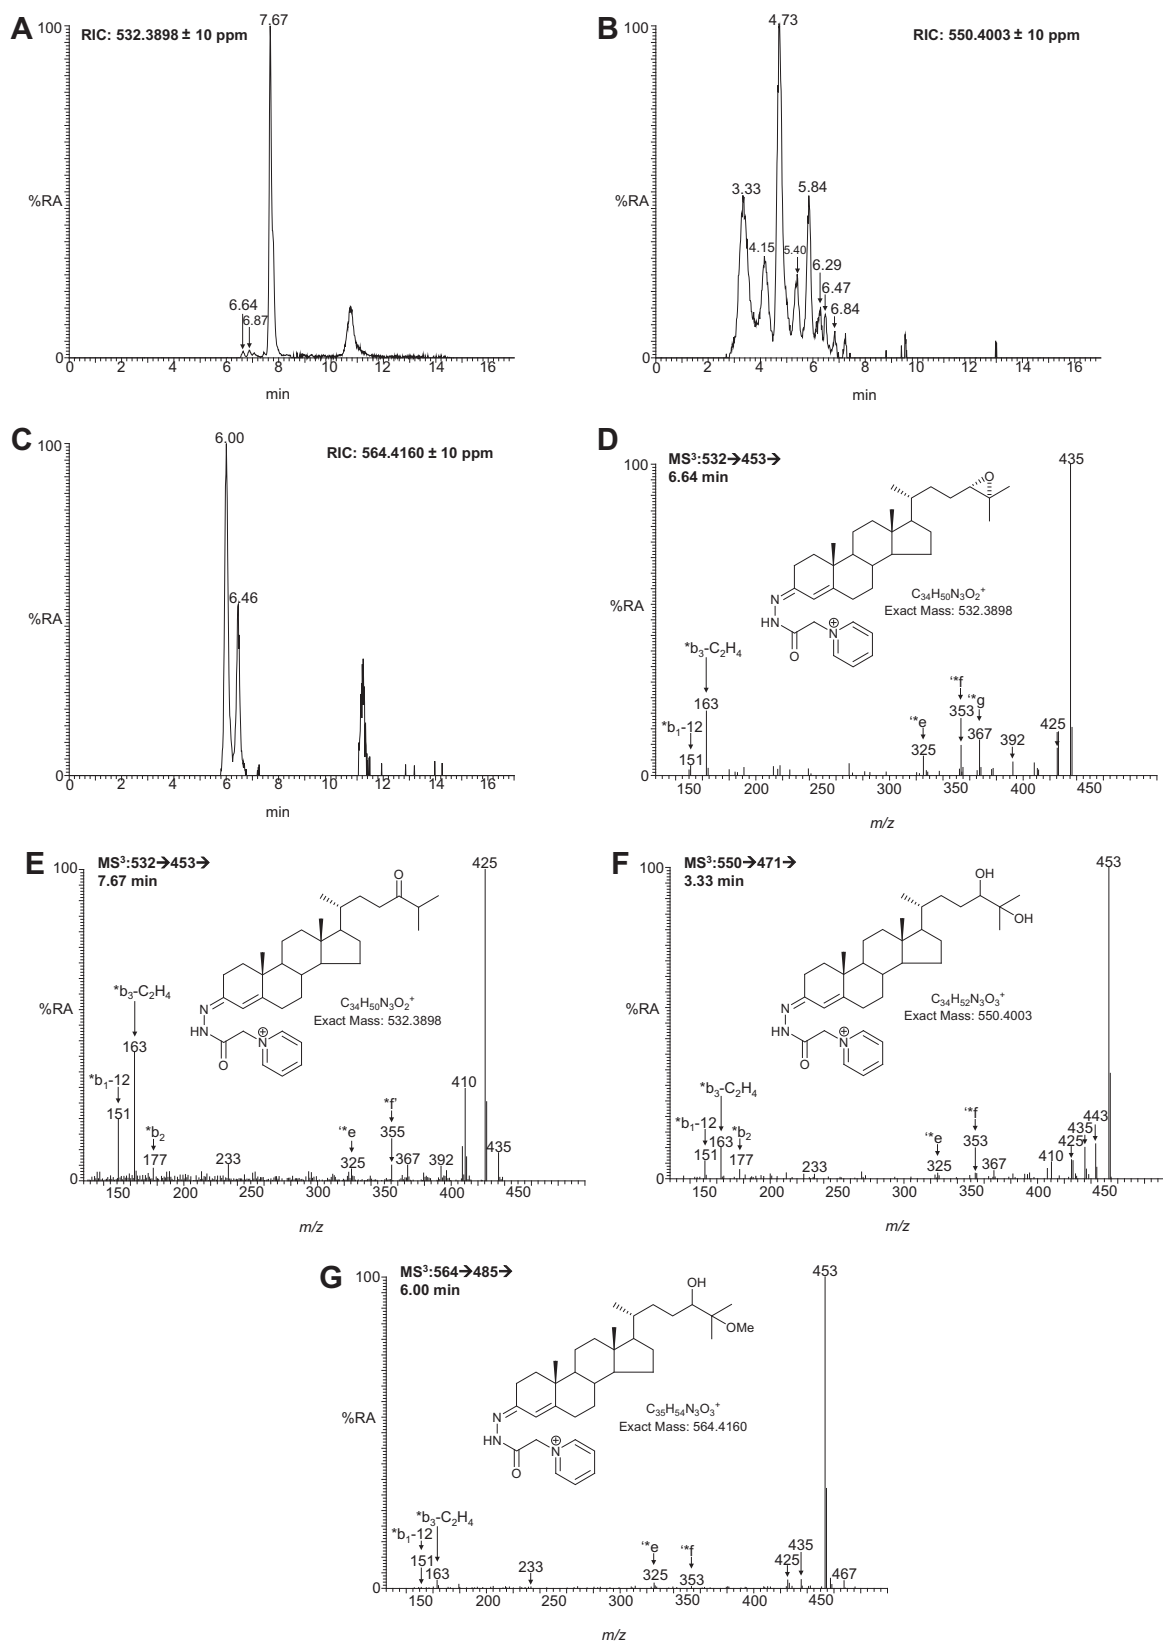 A
RIC: 532.3898 ± 10 ppm
100
7.67
%RA
6.64
6.87
0
0 2 4 6 8 10 12 14 16
min
B
RIC: 550.4003 ± 10 ppm
100
4.73
3.33
5.84
%RA
4.15
5.40
6.29
6.47
6.84
0
0 2 4 6 8 10 12 14 16
min
C
RIC: 564.4160 ± 10 ppm
100
6.00
6.46
%RA
0
0 2 4 6 8 10 12 14 16
min
D
MS³:532➔453➔
6.64 min
100
435
O
N
HN
O
N
⊕
C₃₄H₅₀N₃O₂⁺
Exact Mass: 532.3898
%RA
*b₃-C₂H₄
163
*b₁-12
151
‘*e
325
‘*f
353
‘*g
367
392
425
0
150 200 250 300 350 400 450
m/z
E
MS³:532➔453➔
7.67 min
100
425
O
N
HN
O
N
⊕
C₃₄H₅₀N₃O₂⁺
Exact Mass: 532.3898
%RA
*b₃-C₂H₄
163
*b₁-12
151
*b₂
177
233
‘*e
325
*f’
355
367
392
410
435
0
150 200 250 300 350 400 450
m/z
F
MS³:550➔471➔
3.33 min
100
453
OH
OH
N
HN
O
N
⊕
C₃₄H₅₂N₃O₃⁺
Exact Mass: 550.4003
%RA
*b₃-C₂H₄
*b₁-12
163
*b₂
151
177
233
‘*e
325
‘*f
353
367
410
425
435
443
0
150 200 250 300 350 400 450
m/z
G
MS³:564➔485➔
6.00 min
100
453
OH
OMe
N
HN
O
N
⊕
C₃₅H₅₄N₃O₃⁺
Exact Mass: 564.4160
%RA
*b₃-C₂H₄
*b₁-12
151
163
233
‘*e
325
‘*f
353
425
435
467
0
150 200 250 300 350 400 450
m/z